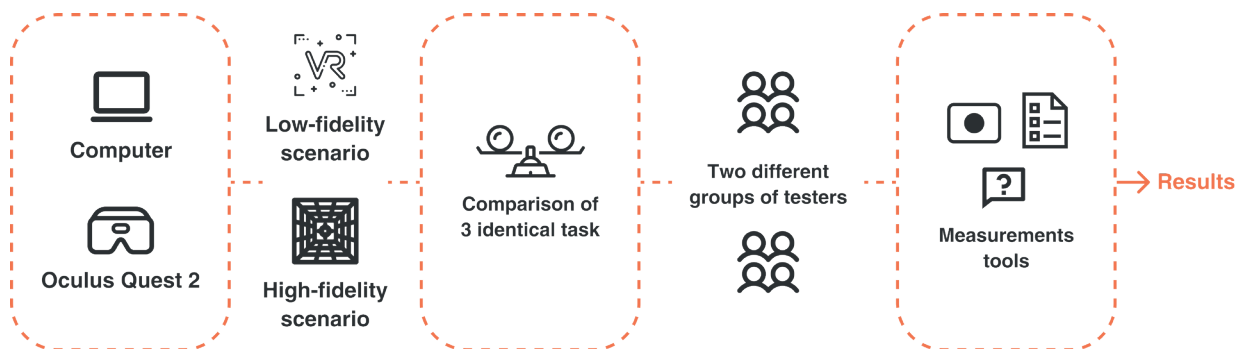 Computer
Oculus Quest 2
VR
Low-fidelity
scenario
High-fidelity
scenario
Comparison of
3 identical task
Two different
groups of testers
?
Measurements
tools
Results